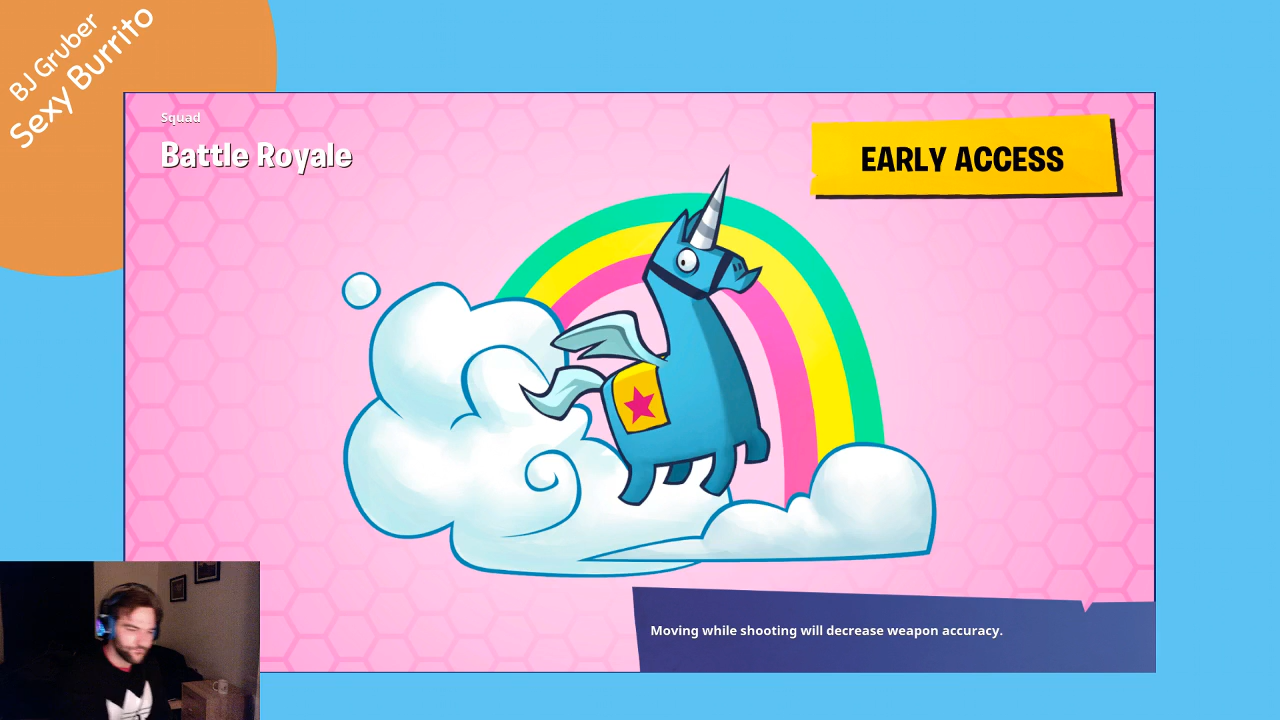 BJ Gruber
Sexy Burrito
Squad
Battle Royale
EARLY ACCESS
Moving while shooting will decrease weapon accuracy.